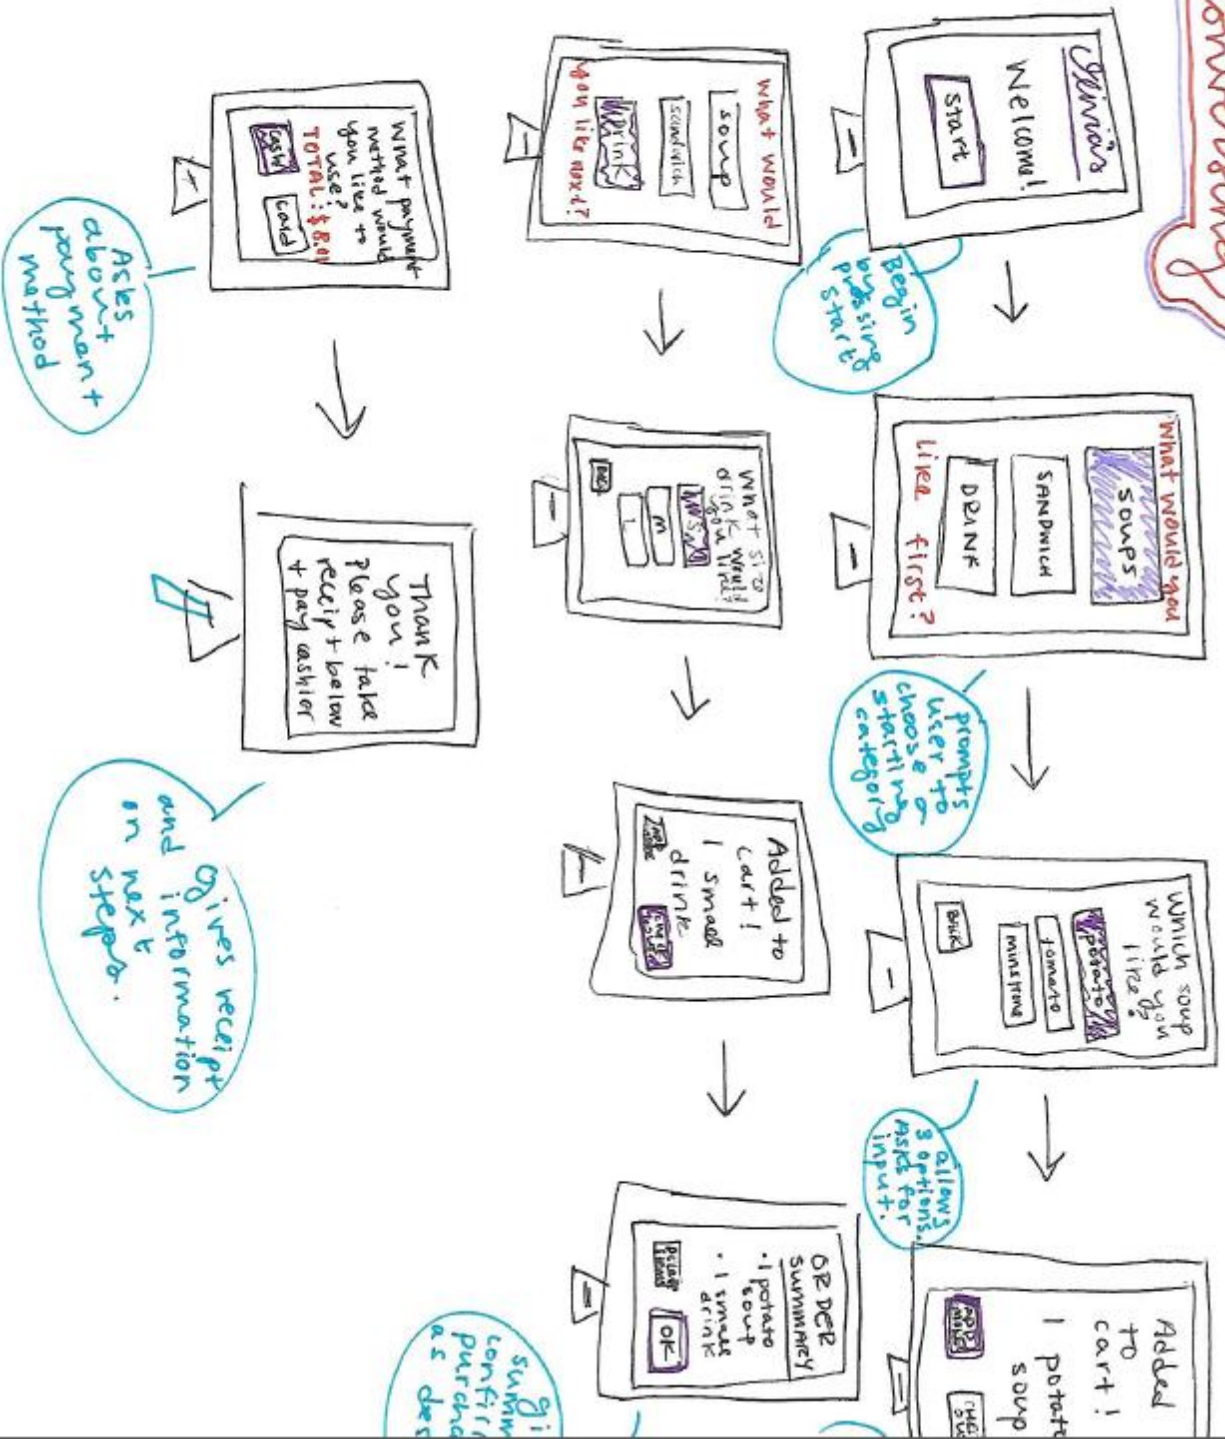 Welcome!
Start
Begin
by
pressing
start
What would you
SOUPS
SANDWICH
DRINK
like first?
prompts
user to
choose a
starting
category
Which soup
would you
like?
potato
tomato
minstrone
BACK
allows
3 options.
Asks for
input.
Added
to
cart!
1 potato
soup
What would
soup
sandwich
Drink
you like next?
What size
drink would
you like?
S
M
L
BACK
Added to
cart!
1 small
drink
ORDER
SUMMARY
• 1 potato
soup
• 1 small
drink
OK
What payment
method would
you like to
use?
cash
card
Asks
about
payment
method
Thank
you!
Please take
receipt below
+ pay cashier
gives receipt
and information
on next
steps.